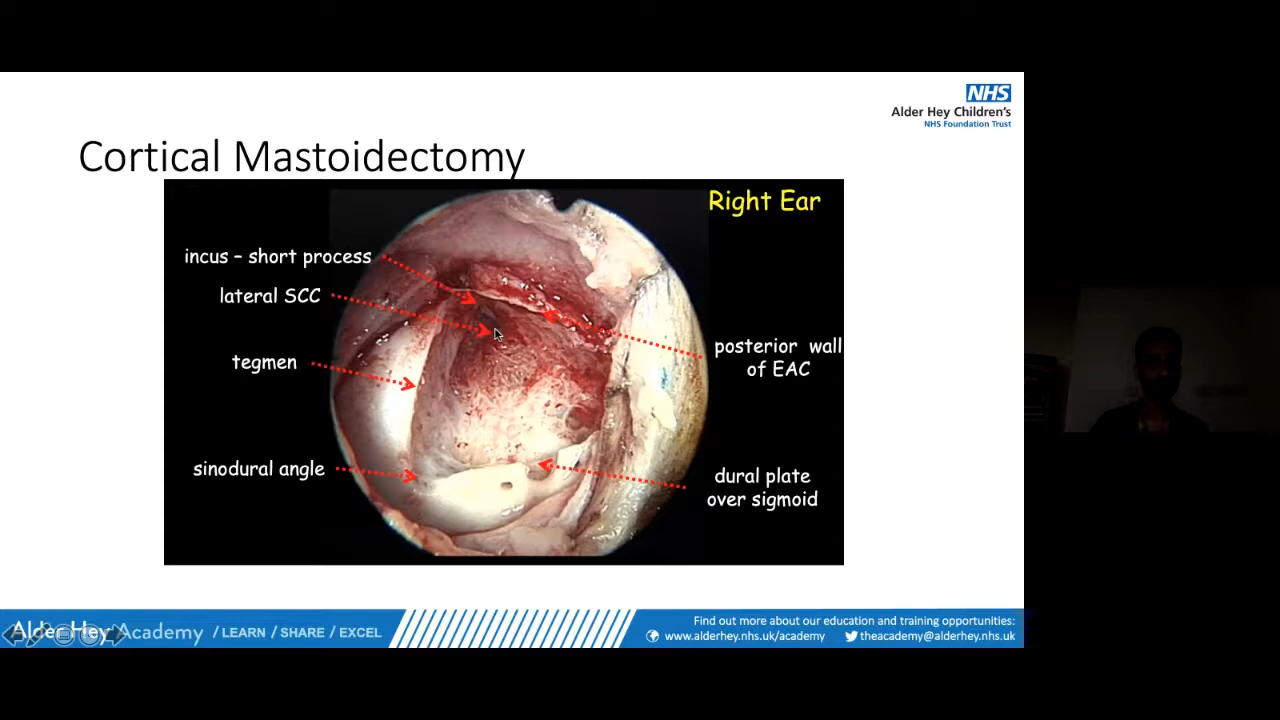 NHS
Alder Hey Children's
NHS Foundation Trust
Cortical Mastoidectomy
Right Ear
incus – short process
lateral SCC
tegmen
sinodural angle
posterior wall
of EAC
dural plate
over sigmoid
Alder Hey Academy / LEARN / SHARE / EXCEL
Find out more about our education and training opportunities:
www.alderhey.nhs.uk/academy theacademy@alderhey.nhs.uk